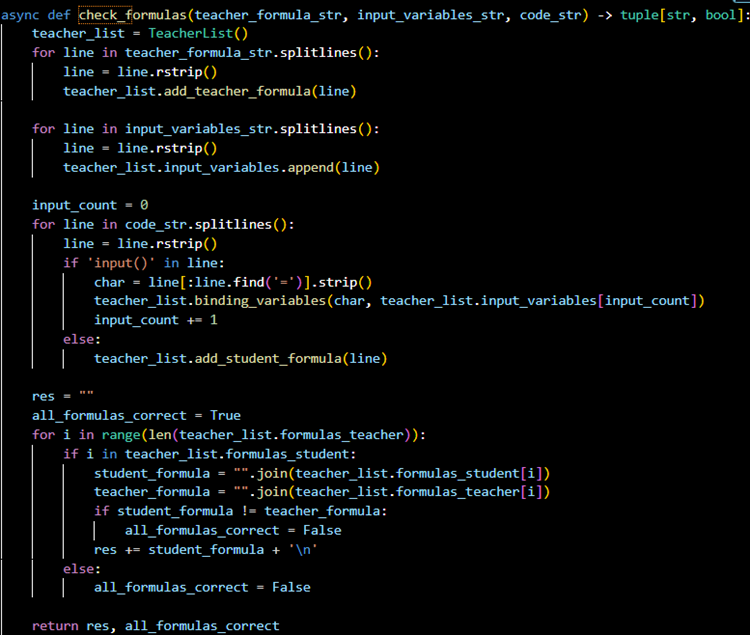 async def check_formulas(teacher_formula_str, input_variables_str, code_str) -> tuple[str, bool]:
    teacher_list = TeacherList()
    for line in teacher_formula_str.splitlines():
        line = line.rstrip()
        teacher_list.add_teacher_formula(line)

    for line in input_variables_str.splitlines():
        line = line.rstrip()
        teacher_list.input_variables.append(line)

    input_count = 0
    for line in code_str.splitlines():
        line = line.rstrip()
        if 'input()' in line:
            char = line[:line.find('=')].strip()
            teacher_list.binding_variables(char, teacher_list.input_variables[input_count])
            input_count += 1
        else:
            teacher_list.add_student_formula(line)

    res = ""
    all_formulas_correct = True
    for i in range(len(teacher_list.formulas_teacher)):
        if i in teacher_list.formulas_student:
            student_formula = "".join(teacher_list.formulas_student[i])
            teacher_formula = "".join(teacher_list.formulas_teacher[i])
            if student_formula != teacher_formula:
                all_formulas_correct = False
            res += student_formula + '\n'
        else:
            all_formulas_correct = False

    return res, all_formulas_correct